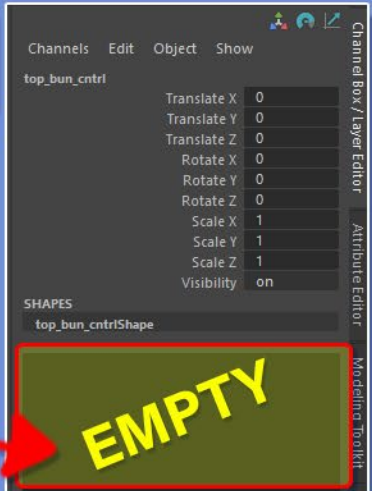 Channels Edit Object Show
top_bun_cntrl
Translate X 0
Translate Y 0
Translate Z 0
Rotate X 0
Rotate Y 0
Rotate Z 0
Scale X 1
Scale Y 1
Scale Z 1
Visibility on
SHAPES
top_bun_cntrlShape
EMPTY
Channel Box / Layer Editor
Attribute Editor
Modeling Toolkit